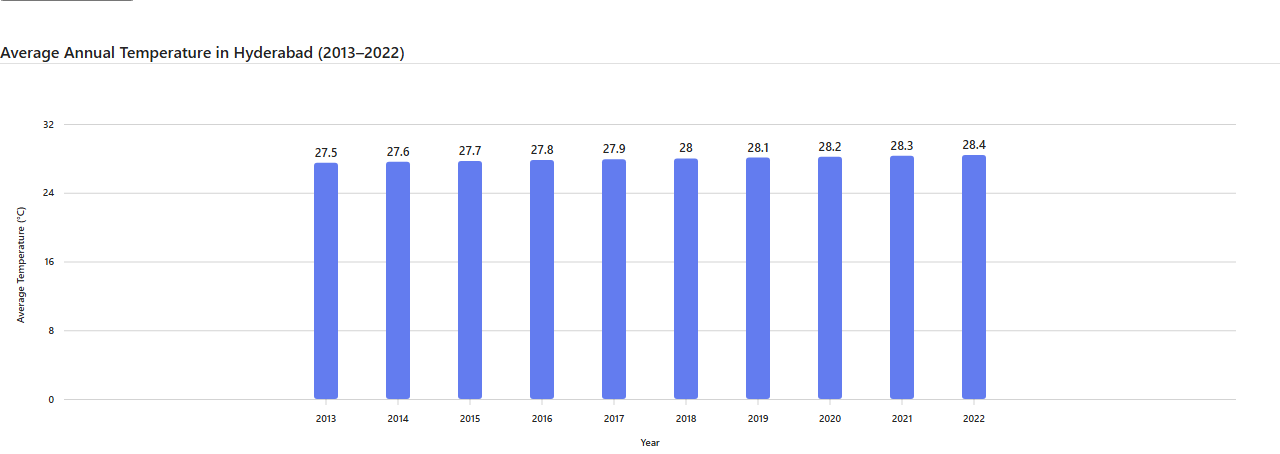 Average Annual Temperature in Hyderabad (2013–2022)
32
24
16
8
0
Average Temperature (°C)
27.5 27.6 27.7 27.8 27.9 28 28.1 28.2 28.3 28.4
2013 2014 2015 2016 2017 2018 2019 2020 2021 2022
Year